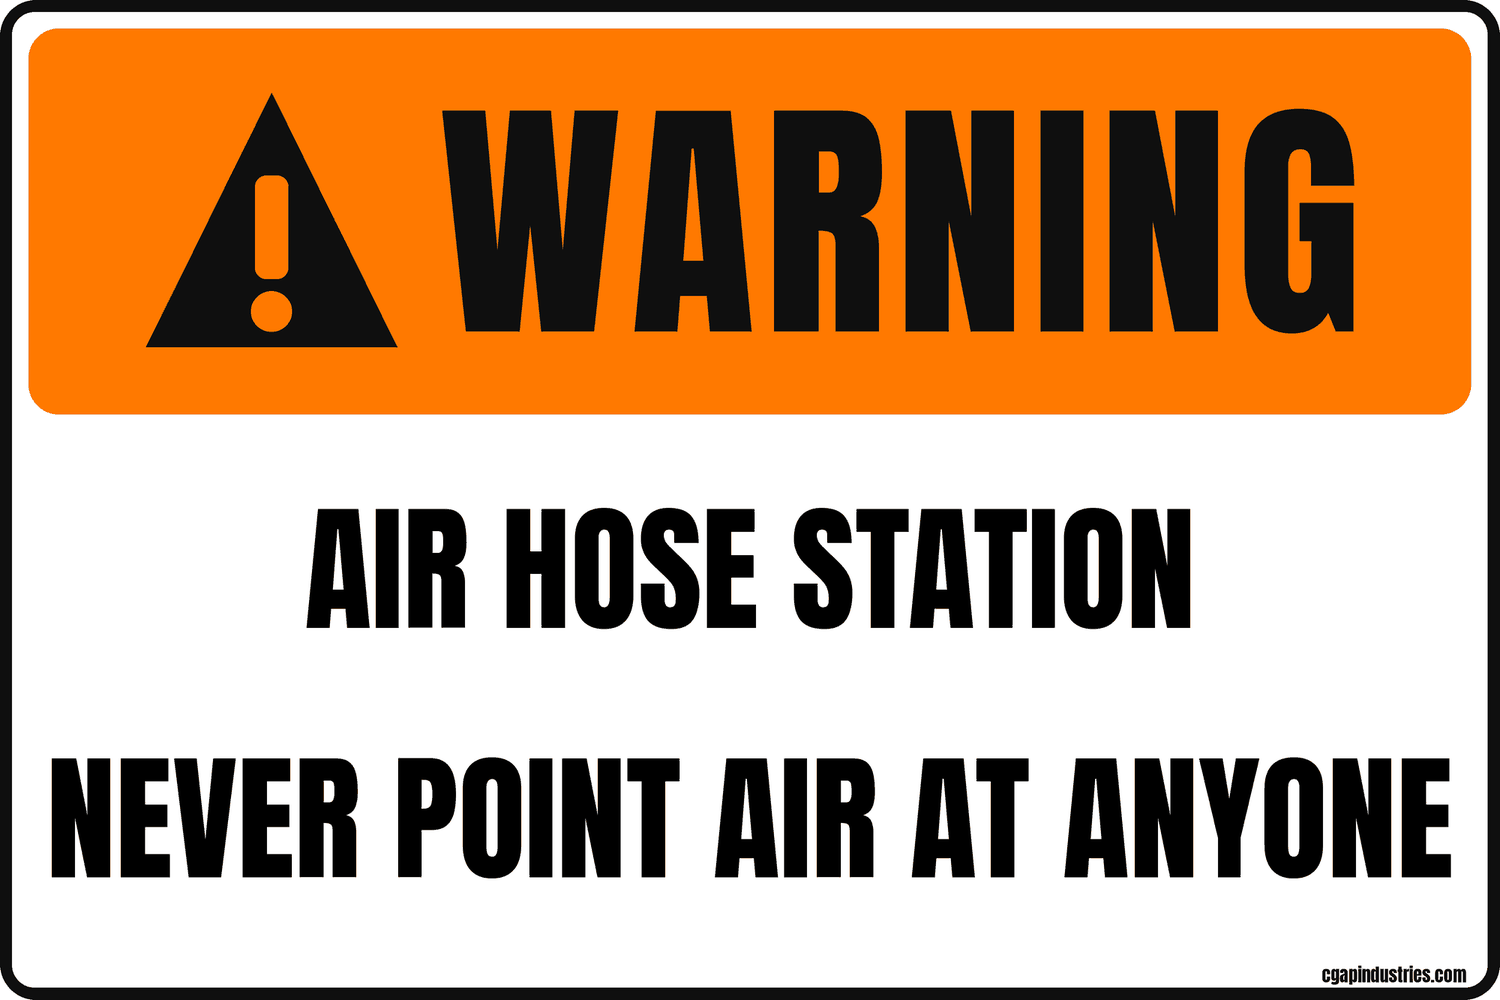 WARNING
AIR HOSE STATION
NEVER POINT AIR AT ANYONE
cgapindustries.com